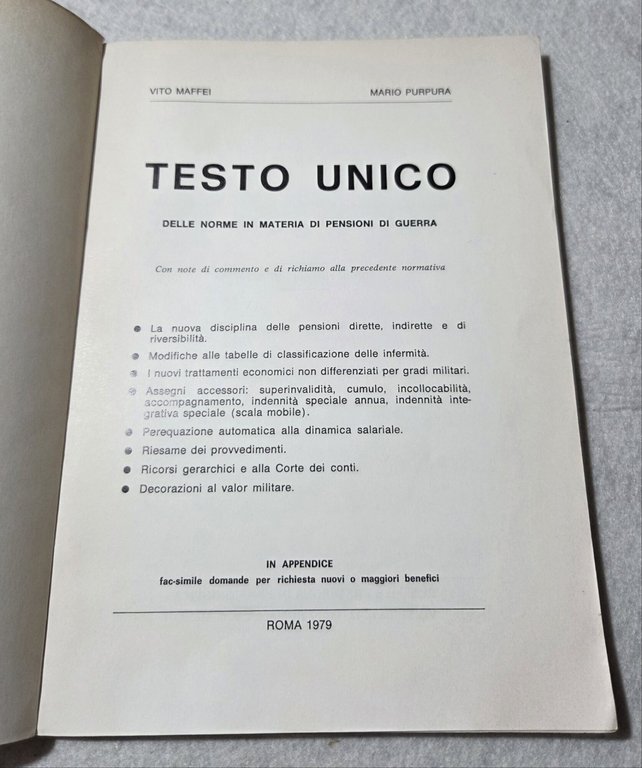 VITO MAFFEI MARIO PURPURA
TESTO UNICO
DELLE NORME IN MATERIA DI PENSIONI DI GUERRA
Con note di commento e di richiamo alla precedente normativa
● La nuova disciplina delle pensioni dirette, indirette e di
riversibilità.
● Modifiche alle tabelle di classificazione delle infermità.
● I nuovi trattamenti economici non differenziati per gradi militari.
● Assegni accessori: superinvalidità, cumulo, incollocabilità,
accompagnamento, indennità speciale annua, indennità inte-
grativa speciale (scala mobile).
● Perequazione automatica alla dinamica salariale.
● Riesame dei provvedimenti.
● Ricorsi gerarchici e alla Corte dei conti.
● Decorazioni al valor militare.
IN APPENDICE
fac-simile domande per richiesta nuovi o maggiori benefici
ROMA 1979